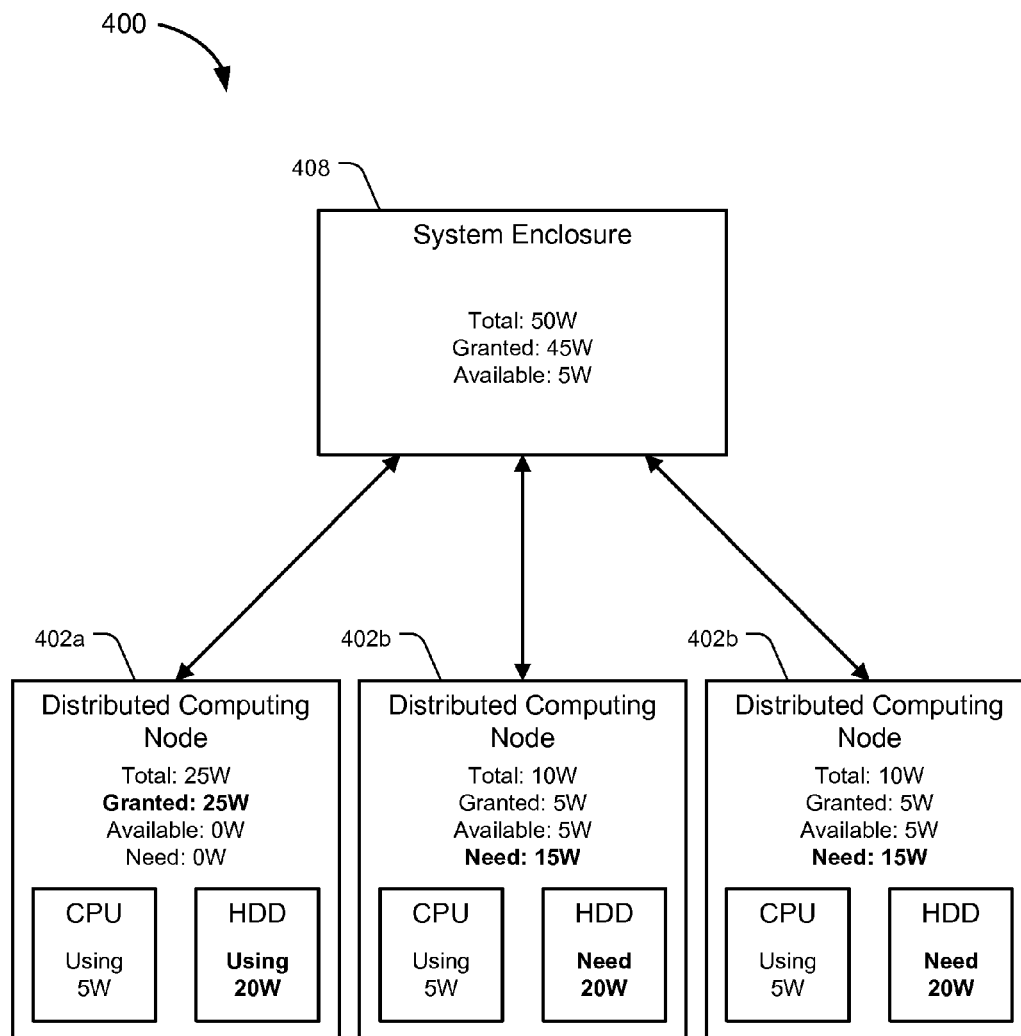 400
408
System Enclosure
Total: 50W
Granted: 45W
Available: 5W
402a
Distributed Computing
Node
Total: 25W
Granted: 25W
Available: 0W
Need: 0W
CPU
Using
5W
HDD
Using
20W
402b
Distributed Computing
Node
Total: 10W
Granted: 5W
Available: 5W
Need: 15W
CPU
Using
5W
HDD
Need
20W
402b
Distributed Computing
Node
Total: 10W
Granted: 5W
Available: 5W
Need: 15W
CPU
Using
5W
HDD
Need
20W